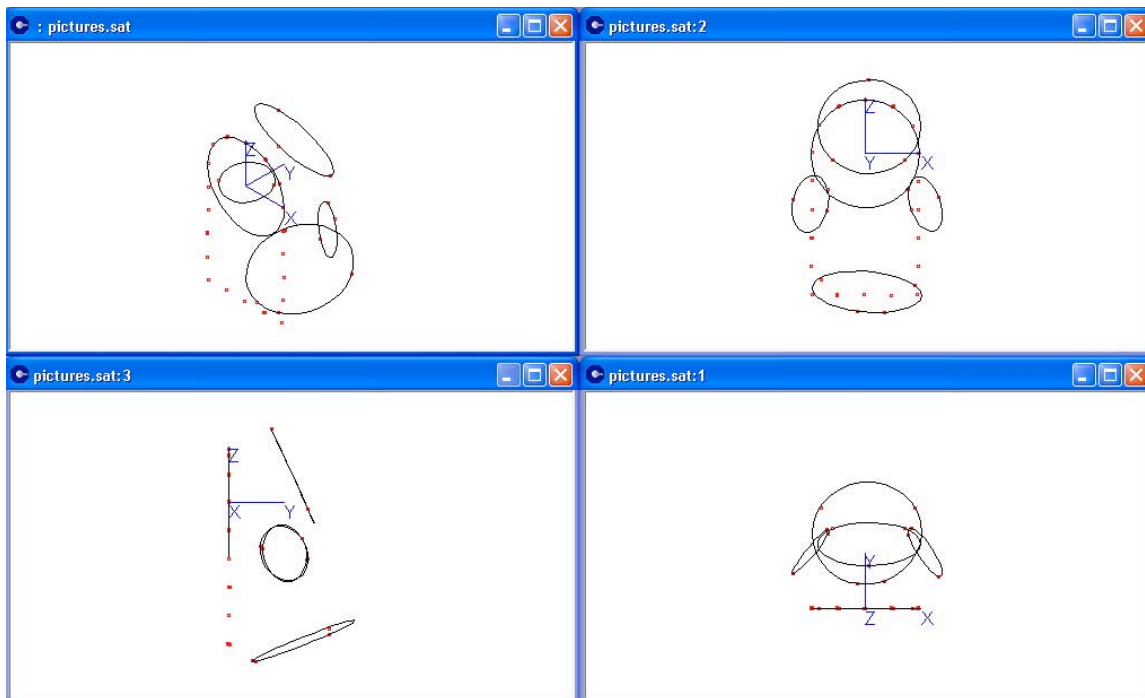 : pictures.sat
Z
Y
X
pictures.sat:2
Z
Y X
pictures.sat:3
Z
X Y
pictures.sat:1
Y
Z X